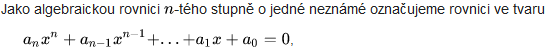 Jako algebraickou rovnici n-tého stupně o jedné neznámé označujeme rovnici ve tvaru
aₙxⁿ + aₙ₋₁xⁿ⁻¹+…+a₁x + a₀ = 0,